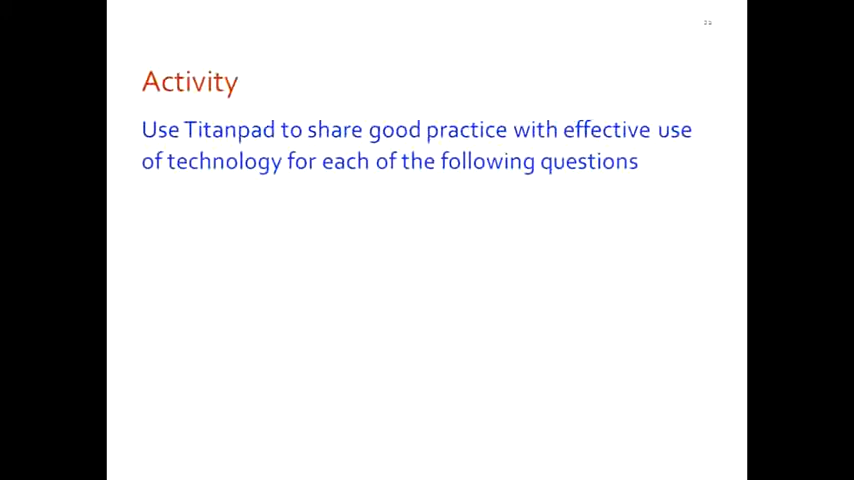 Activity
Use Titanpad to share good practice with effective use
of technology for each of the following questions